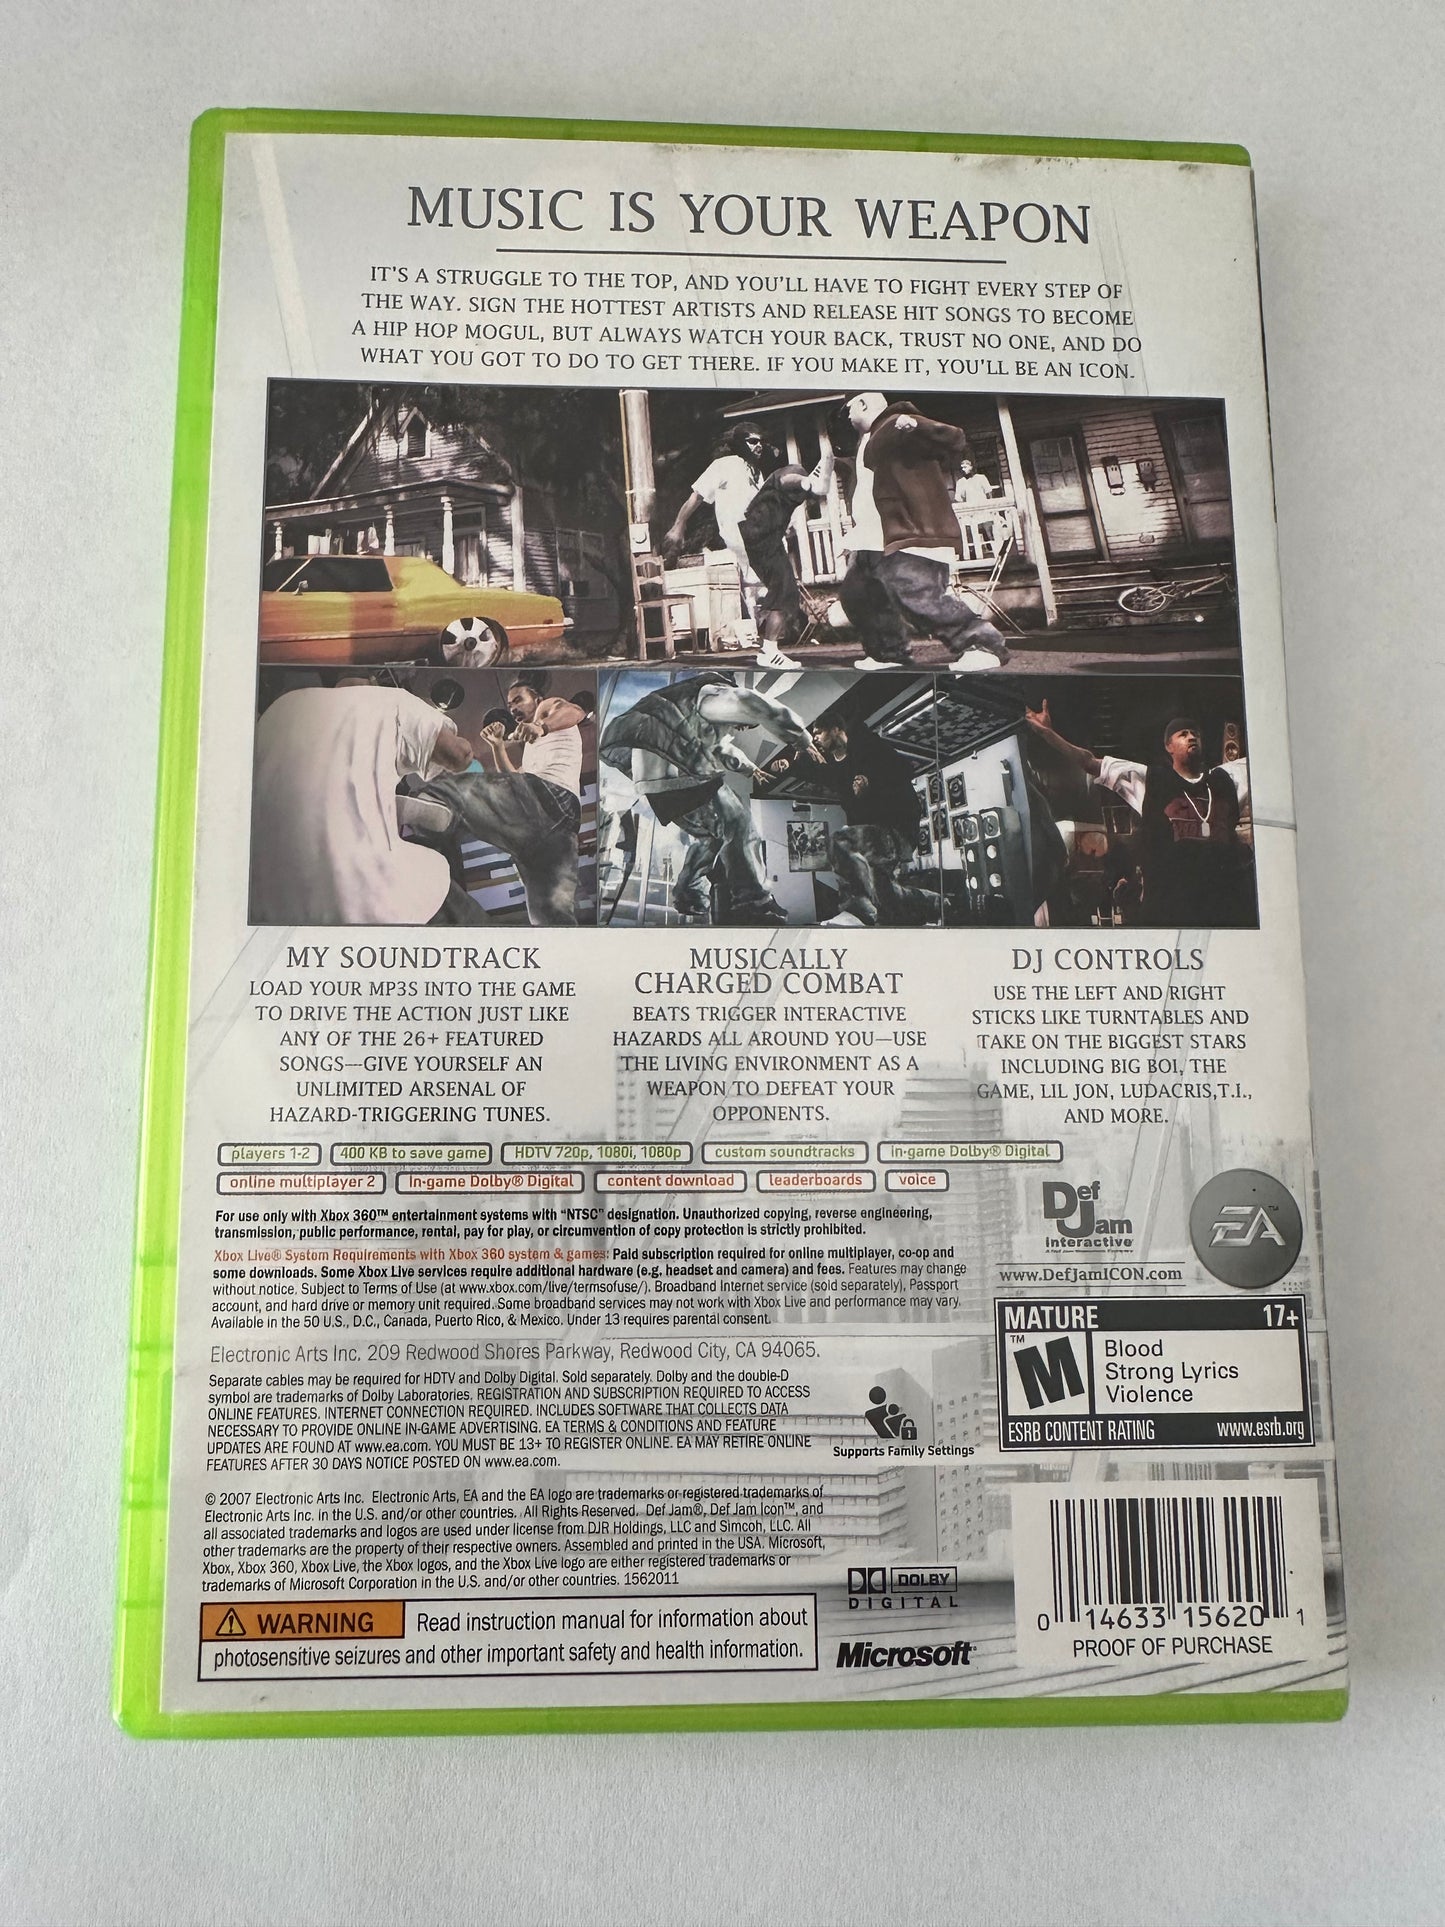 MUSIC IS YOUR WEAPON
IT'S A STRUGGLE TO THE TOP, AND YOU'LL HAVE TO FIGHT EVERY STEP OF
THE WAY. SIGN THE HOTTEST ARTISTS AND RELEASE HIT SONGS TO BECOME
A HIP HOP MOGUL, BUT ALWAYS WATCH YOUR BACK, TRUST NO ONE, AND DO
WHAT YOU GOT TO DO TO GET THERE. IF YOU MAKE IT, YOU'LL BE AN ICON.
MY SOUNDTRACK
LOAD YOUR MP3S INTO THE GAME
TO DRIVE THE ACTION JUST LIKE
ANY OF THE 26+ FEATURED
SONGS—GIVE YOURSELF AN
UNLIMITED ARSENAL OF
HAZARD-TRIGGERING TUNES.
MUSICALLY
CHARGED COMBAT
BEATS TRIGGER INTERACTIVE
HAZARDS ALL AROUND YOU—USE
THE LIVING ENVIRONMENT AS A
WEAPON TO DEFEAT YOUR
OPPONENTS.
DJ CONTROLS
USE THE LEFT AND RIGHT
STICKS LIKE TURNTABLES AND
TAKE ON THE BIGGEST STARS
INCLUDING BIG BOI, THE
GAME, LIL JON, LUDACRIS,T.I.,
AND MORE.
players 1-2 400 KB to save game HDTV 720p, 1080i, 1080p custom soundtracks in-game Dolby® Digital
online multiplayer 2 In-game Dolby® Digital content download leaderboards voice
For use only with Xbox 360™ entertainment systems with "NTSC" designation. Unauthorized copying, reverse engineering,
transmission, public performance, rental, pay for play, or circumvention of copy protection is strictly prohibited.
Xbox Live® System Requirements with Xbox 360 system & games: Paid subscription required for online multiplayer, co-op and
some downloads. Some Xbox Live services require additional hardware (e.g, headset and camera) and fees. Features may change
without notice. Subject to Terms of Use (at www.xbox.com/live/termsofuse/). Broadband Internet service (sold separately), Passport
account, and hard drive or memory unit required. Some broadband services may not work with Xbox Live and performance may vary.
Available in the 50 U.S., D.C., Canada, Puerto Rico, & Mexico. Under 13 requires parental consent.
Electronic Arts Inc. 209 Redwood Shores Parkway, Redwood City, CA 94065.
Separate cables may be required for HDTV and Dolby Digital. Sold separately. Dolby and the double-D
symbol are trademarks of Dolby Laboratories. REGISTRATION AND SUBSCRIPTION REQUIRED TO ACCESS
ONLINE FEATURES. INTERNET CONNECTION REQUIRED. INCLUDES SOFTWARE THAT COLLECTS DATA
NECESSARY TO PROVIDE ONLINE IN-GAME ADVERTISING. EA TERMS & CONDITIONS AND FEATURE
UPDATES ARE FOUND AT www.ea.com. YOU MUST BE 13+ TO REGISTER ONLINE. EA MAY RETIRE ONLINE
FEATURES AFTER 30 DAYS NOTICE POSTED ON www.ea.com.
© 2007 Electronic Arts Inc. Electronic Arts, EA and the EA logo are trademarks or registered trademarks of
Electronic Arts Inc. in the U.S. and/or other countries. All Rights Reserved. Def Jam®, Def Jam Icon™, and
all associated trademarks and logos are used under license from DJR Holdings, LLC and Simcoh, LLC. All
other trademarks are the property of their respective owners. Assembled and printed in the USA. Microsoft,
Xbox, Xbox 360, Xbox Live, the Xbox logos, and the Xbox Live logo are either registered trademarks or
trademarks of Microsoft Corporation in the U.S. and/or other countries. 1562011
WARNING Read instruction manual for information about
photosensitive seizures and other important safety and health information.
Supports Family Settings
Def
Jam
interactive
www.DefJamICON.com
EA™
MATURE 17+
™
M
Blood
Strong Lyrics
Violence
ESRB CONTENT RATING www.esrb.org
DOLBY
DIGITAL
Microsoft®
0 14633 15620 1
PROOF OF PURCHASE